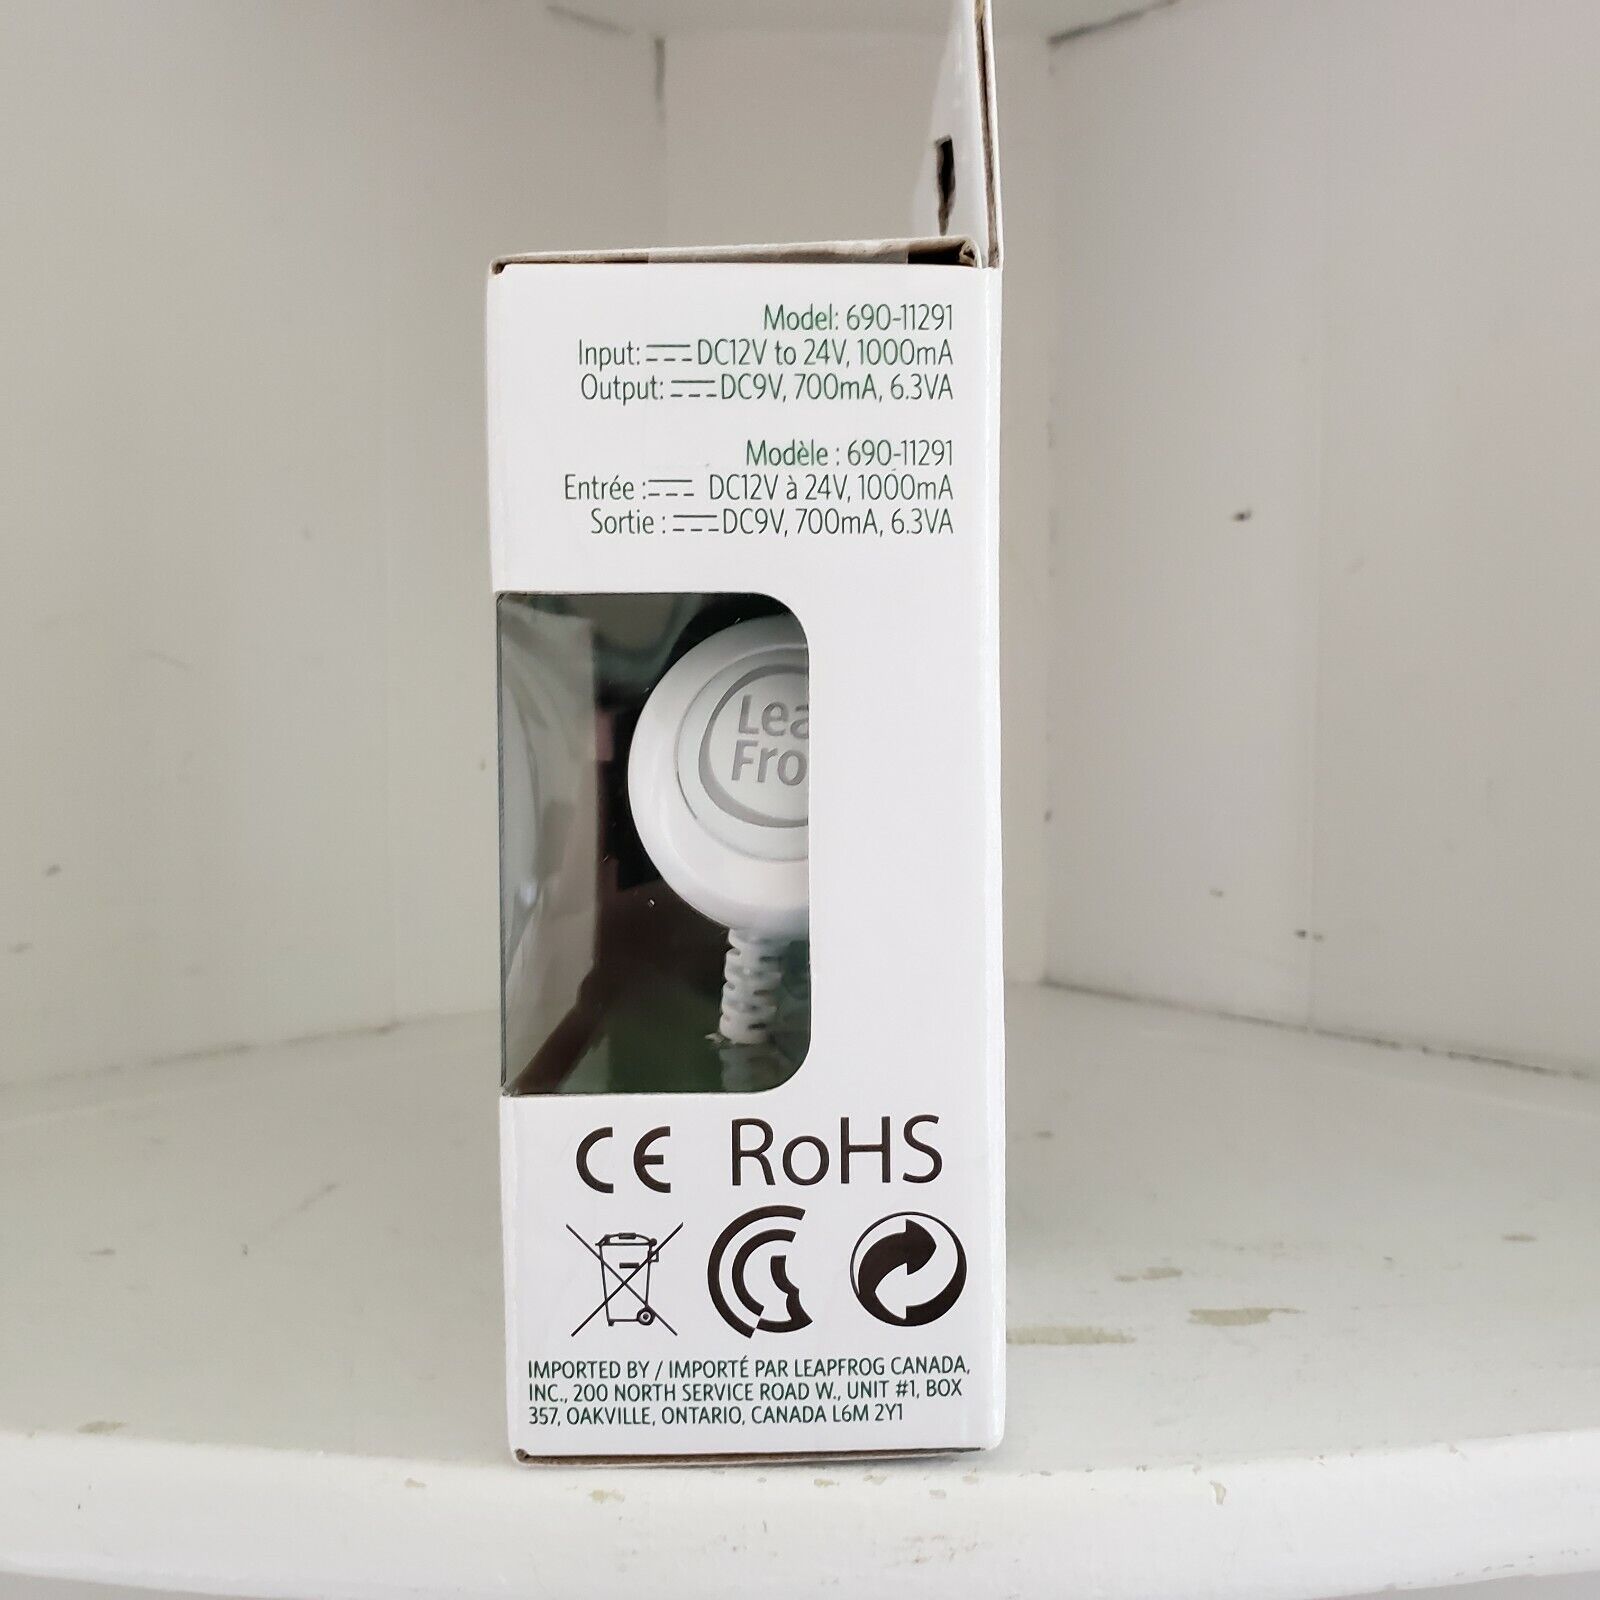 Model: 690-11291
Input: DC12V to 24V, 1000mA
Output: DC9V, 700mA, 6.3VA
Modèle : 690-11291
Entrée : DC12V à 24V, 1000mA
Sortie : DC9V, 700mA, 6.3VA
Lea
Fro
CE RoHS
IMPORTED BY / IMPORTÉ PAR LEAPFROG CANADA,
INC., 200 NORTH SERVICE ROAD W., UNIT #1, BOX
357, OAKVILLE, ONTARIO, CANADA L6M 2Y1